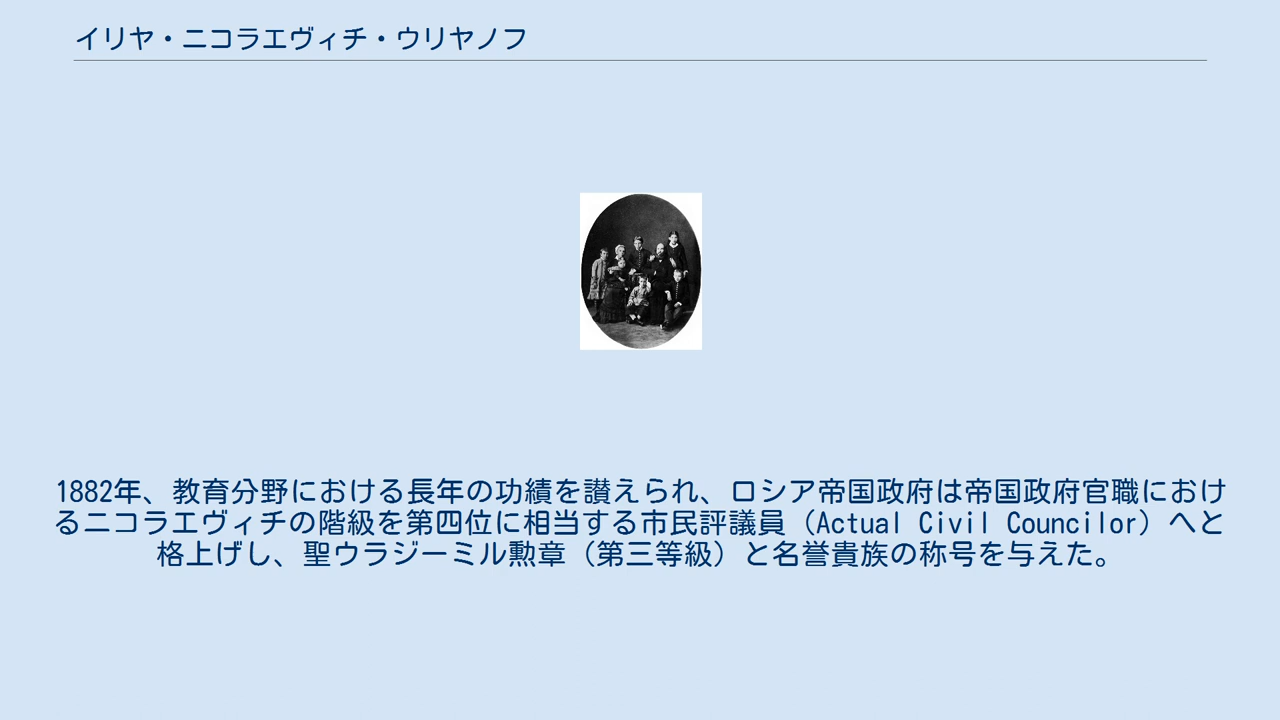 イリヤ・ニコラエヴィチ・ウリヤノフ
1882年、教育分野における長年の功績を讃えられ、ロシア帝国政府は帝国政府官職におけ
るニコラエヴィチの階級を第四位に相当する市民評議員（Actual Civil Councilor）へと
格上げし、聖ウラジーミル勲章（第三等級）と名誉貴族の称号を与えた。